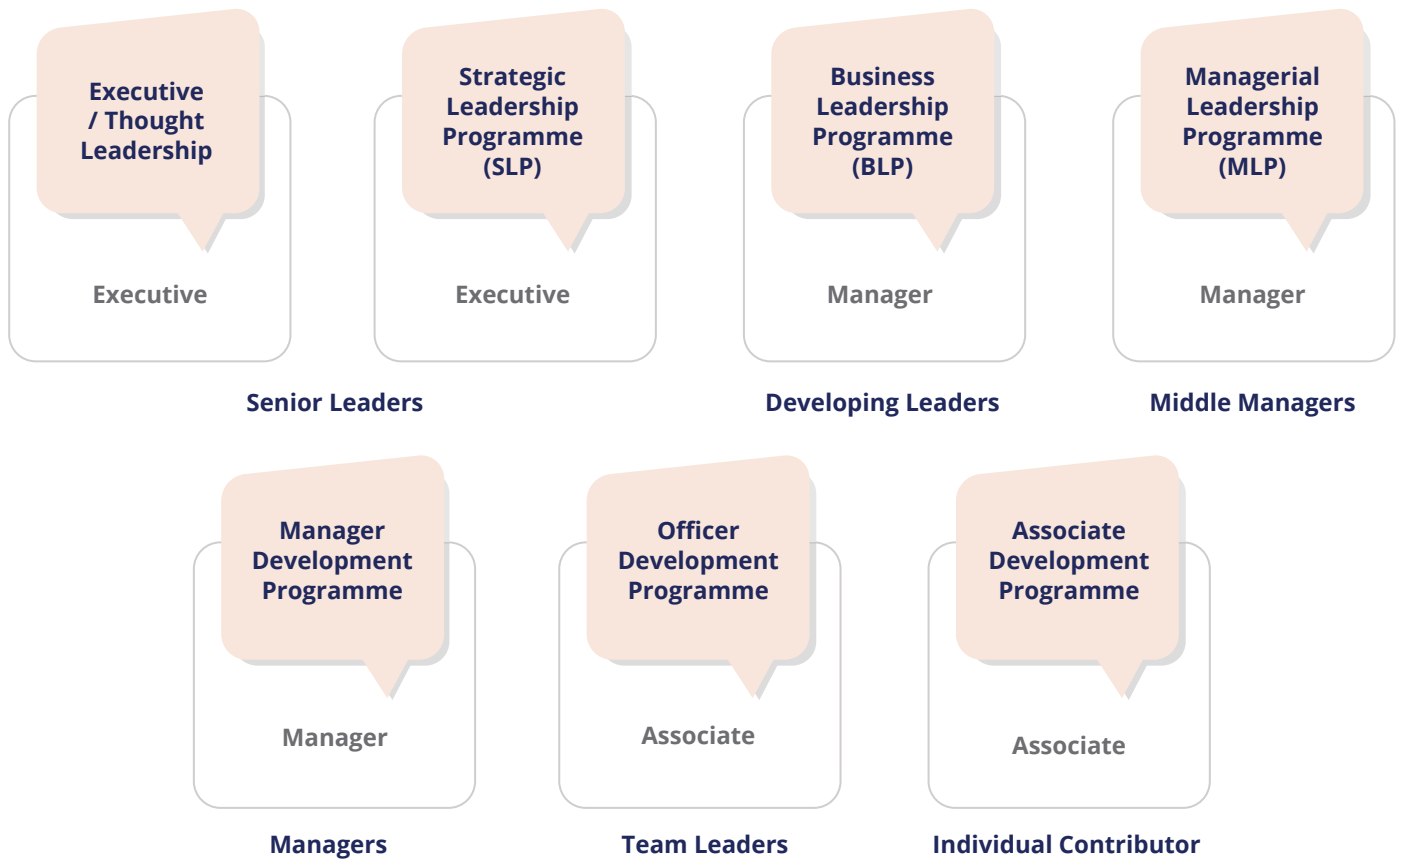 Executive
/ Thought
Leadership
Executive
Strategic
Leadership
Programme
(SLP)
Executive
Senior Leaders
Business
Leadership
Programme
(BLP)
Manager
Developing Leaders
Managerial
Leadership
Programme
(MLP)
Manager
Middle Managers
Manager
Development
Programme
Manager
Managers
Officer
Development
Programme
Associate
Team Leaders
Associate
Development
Programme
Associate
Individual Contributor